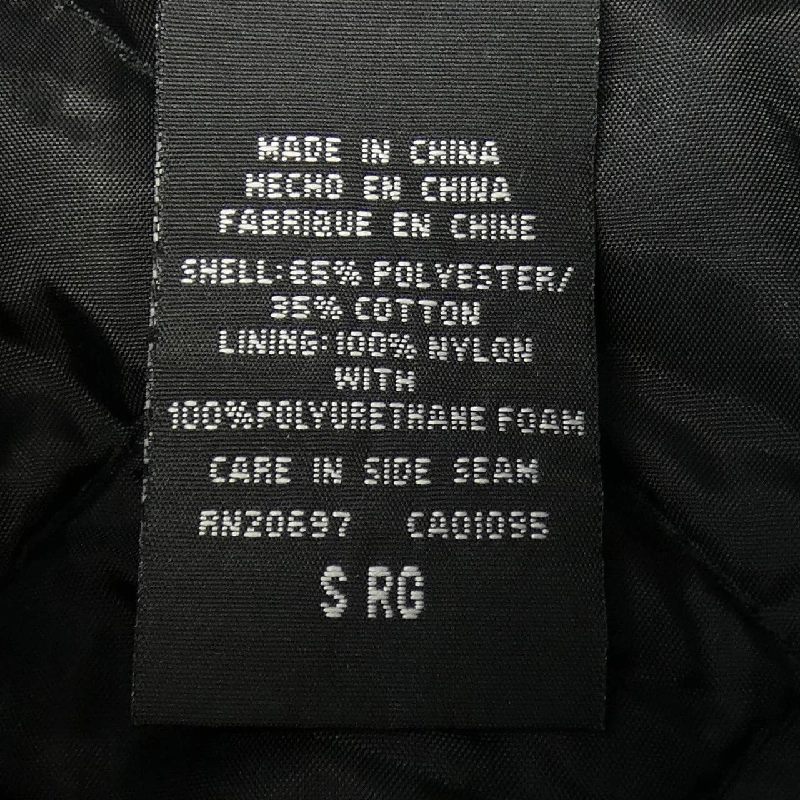 MADE IN CHINA
HECHO EN CHINA
FABRIQUE EN CHINE
SHELL:65% POLYESTER/
35% COTTON
LINING:100% NYLON
WITH
100%POLYURETHANE FOAM
CARE IN SIDE SEAM
RN20697 CA01035
S RG